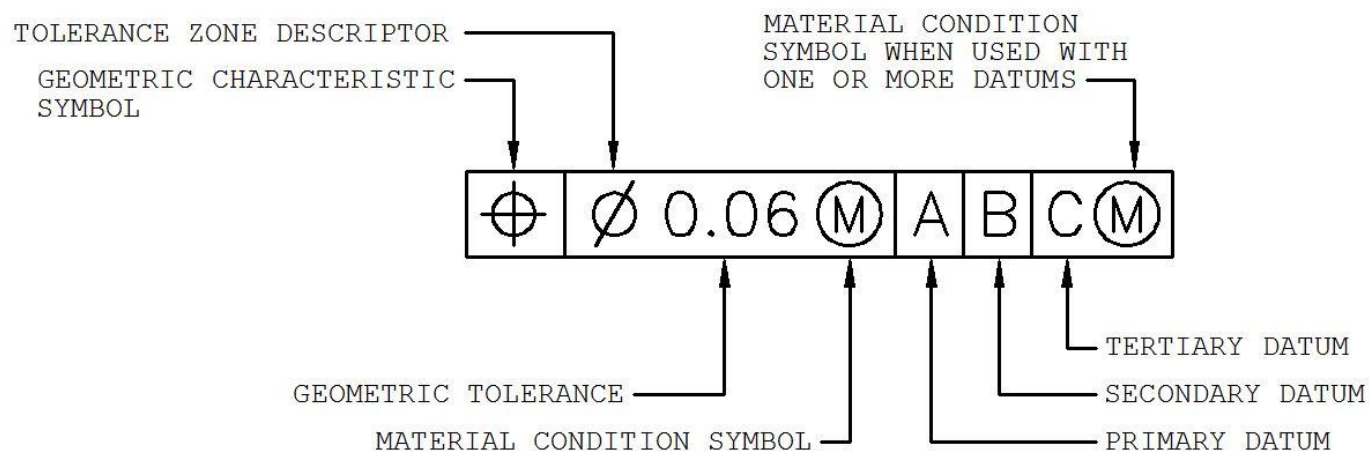 TOLERANCE ZONE DESCRIPTOR
GEOMETRIC CHARACTERISTIC
SYMBOL
MATERIAL CONDITION
SYMBOL WHEN USED WITH
ONE OR MORE DATUMS
⌖ Ø 0.06 Ⓜ A B C Ⓜ
GEOMETRIC TOLERANCE
MATERIAL CONDITION SYMBOL
TERTIARY DATUM
SECONDARY DATUM
PRIMARY DATUM